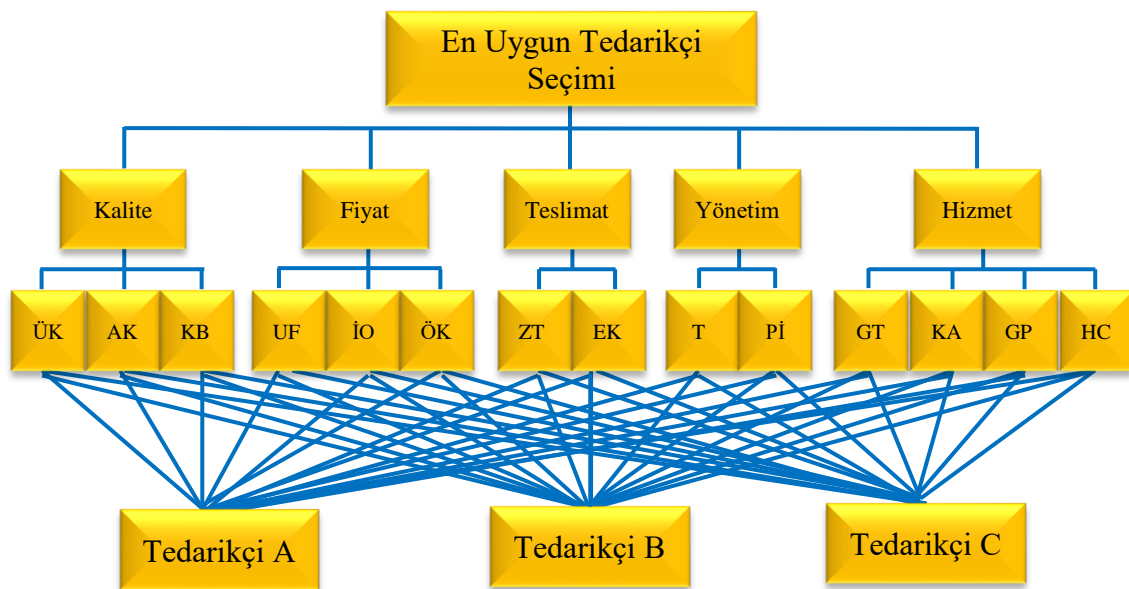 En Uygun Tedarikçi
Seçimi
Kalite
Fiyat
Teslimat
Yönetim
Hizmet
ÜK
AK
KB
UF
İO
ÖK
ZT
EK
T
Pİ
GT
KA
GP
HC
Tedarikçi A
Tedarikçi B
Tedarikçi C